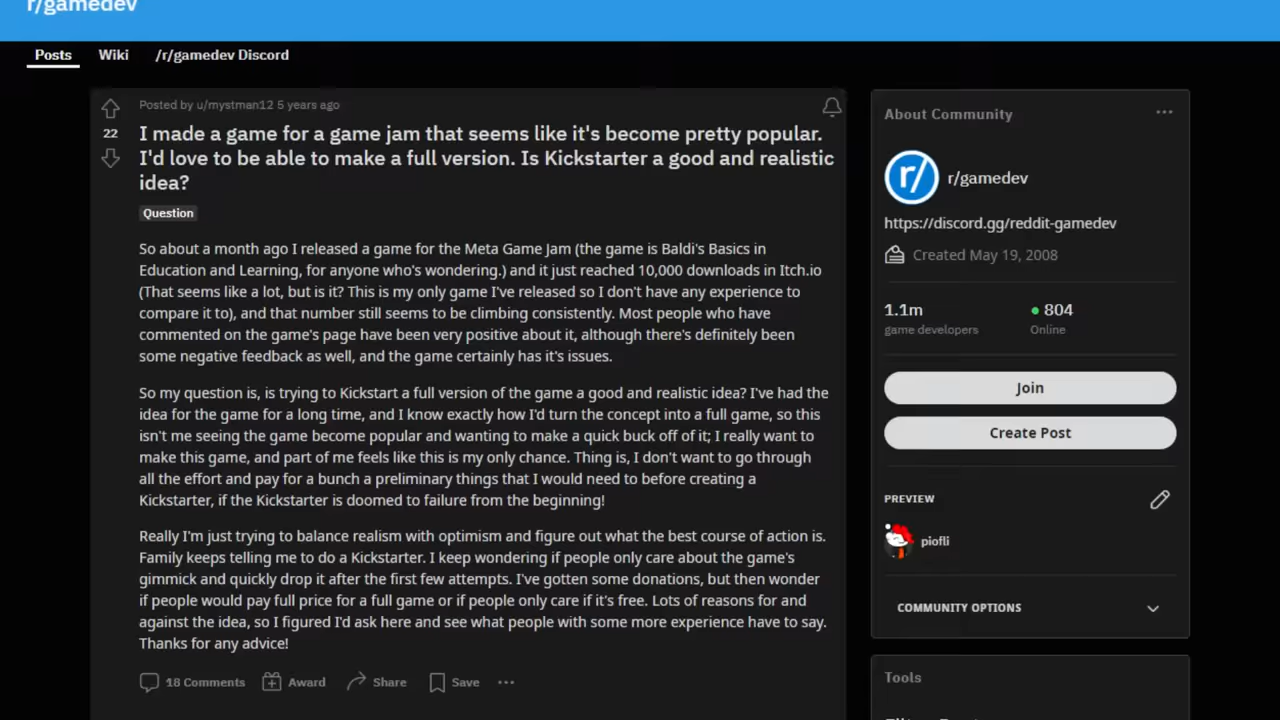 r/gamedev
Posts Wiki /r/gamedev Discord
Posted by u/mystman12 5 years ago
22
I made a game for a game jam that seems like it's become pretty popular.
I'd love to be able to make a full version. Is Kickstarter a good and realistic
idea?
Question
So about a month ago I released a game for the Meta Game Jam (the game is Baldi's Basics in
Education and Learning, for anyone who's wondering.) and it just reached 10,000 downloads in Itch.io
(That seems like a lot, but is it? This is my only game I've released so I don't have any experience to
compare it to), and that number still seems to be climbing consistently. Most people who have
commented on the game's page have been very positive about it, although there's definitely been
some negative feedback as well, and the game certainly has it's issues.
So my question is, is trying to Kickstart a full version of the game a good and realistic idea? I've had the
idea for the game for a long time, and I know exactly how I'd turn the concept into a full game, so this
isn't me seeing the game become popular and wanting to make a quick buck off of it; I really want to
make this game, and part of me feels like this is my only chance. Thing is, I don't want to go through
all the effort and pay for a bunch a preliminary things that I would need to before creating a
Kickstarter, if the Kickstarter is doomed to failure from the beginning!
Really I'm just trying to balance realism with optimism and figure out what the best course of action is.
Family keeps telling me to do a Kickstarter. I keep wondering if people only care about the game's
gimmick and quickly drop it after the first few attempts. I've gotten some donations, but then wonder
if people would pay full price for a full game or if people only care if it's free. Lots of reasons for and
against the idea, so I figured I'd ask here and see what people with some more experience have to say.
Thanks for any advice!
18 Comments Award Share Save
About Community
r/
r/gamedev
https://discord.gg/reddit-gamedev
Created May 19, 2008
1.1m 804
game developers Online
Join
Create Post
PREVIEW
piofli
COMMUNITY OPTIONS
Tools